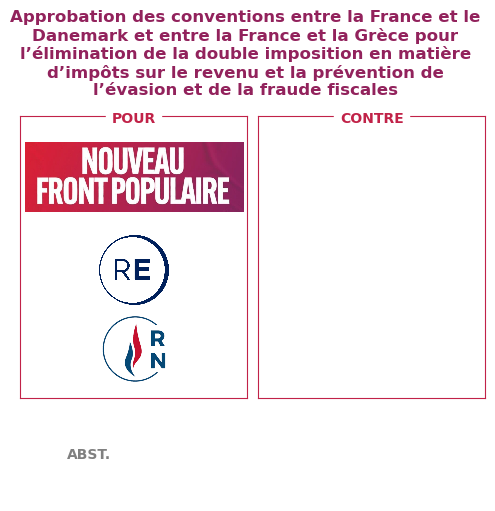 Approbation des conventions entre la France et le
Danemark et entre la France et la Grèce pour
l’élimination de la double imposition en matière
d’impôts sur le revenu et la prévention de
l’évasion et de la fraude fiscales
POUR
CONTRE
NOUVEAU
FRONT POPULAIRE
RE
R
N
ABST.